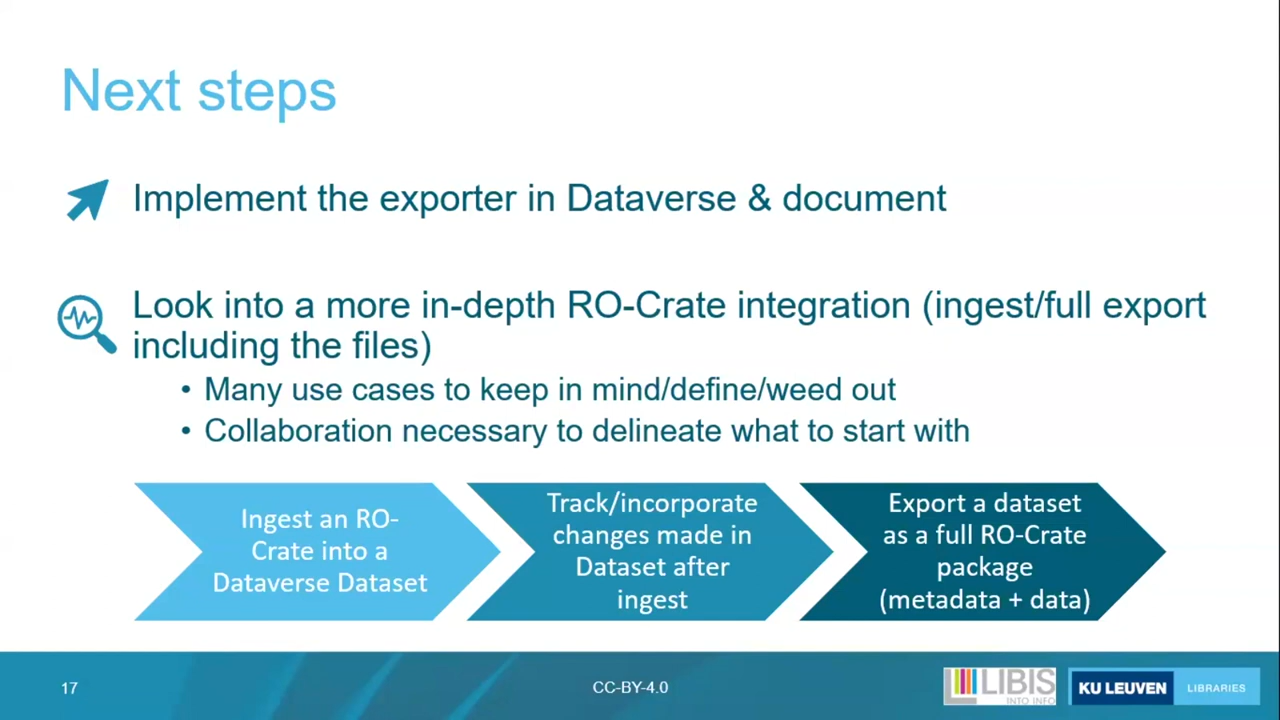 Next steps
Implement the exporter in Dataverse & document
Look into a more in-depth RO-Crate integration (ingest/full export
including the files)
• Many use cases to keep in mind/define/weed out
• Collaboration necessary to delineate what to start with
Ingest an RO-
Crate into a
Dataverse Dataset
Track/incorporate
changes made in
Dataset after
ingest
Export a dataset
as a full RO-Crate
package
(metadata + data)
17
CC-BY-4.0
LIBIS
INTO INFO
KU LEUVEN
LIBRARIES